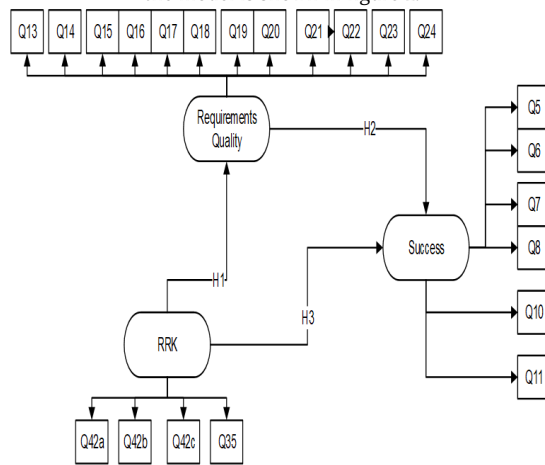 Q13 Q14 Q15 Q16 Q17 Q18 Q19 Q20 Q21 Q22 Q23 Q24
Requirements
Quality
H2
Q5
Q6
Q7
Q8
Success
H1
H3
Q10
RRK
Q11
Q42a Q42b Q42c Q35